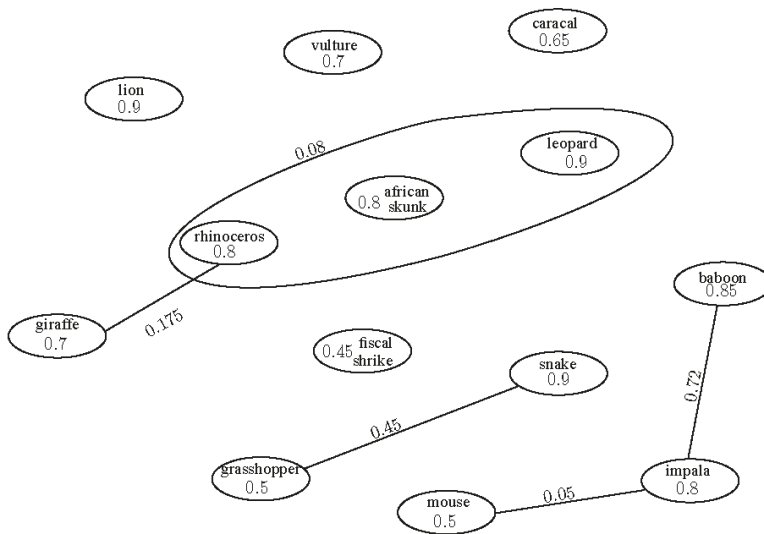 caracal
0.65
vulture
0.7
lion
0.9
0.08
leopard
0.9
0.8 african
skunk
rhinoceros
0.8
baboon
0.85
0.175
giraffe
0.7
0.45 fiscal
shrike
snake
0.9
0.72
0.45
grasshopper
0.5
impala
0.8
0.05
mouse
0.5